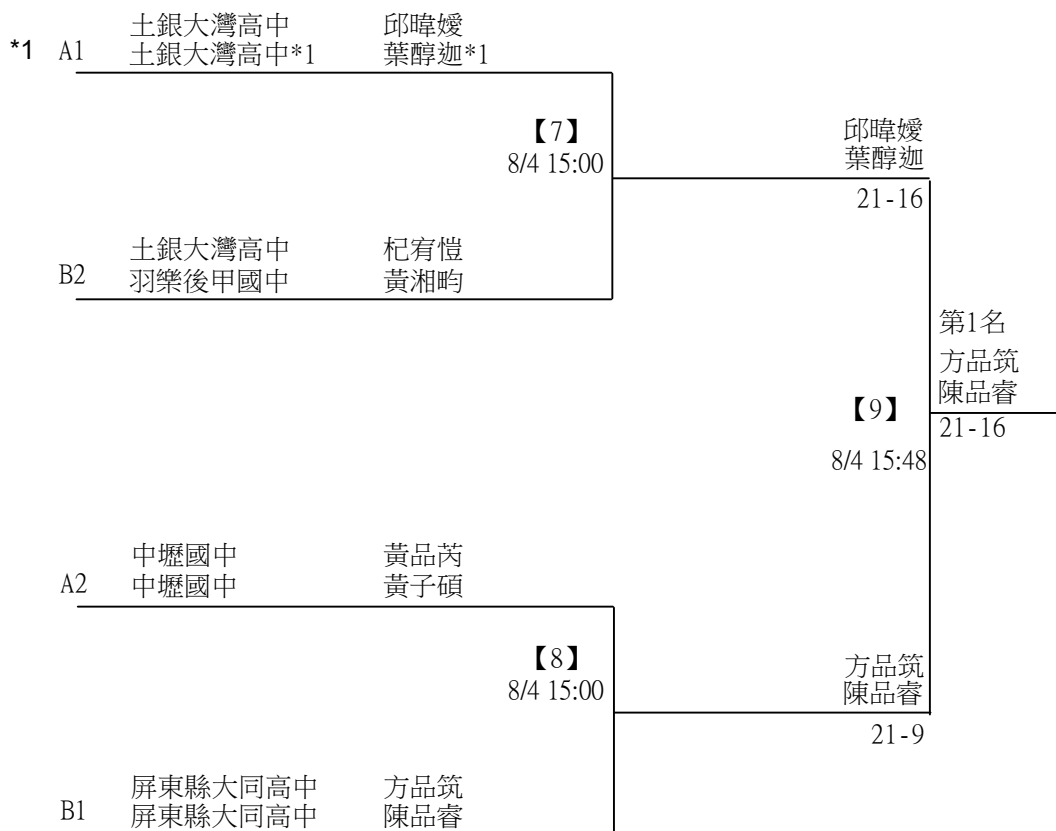 土銀大灣高中 邱暐嫒
*1 A1 土銀大灣高中*1 葉醇迦*1
【7】
8/4 15:00
邱暐嫒
葉醇迦
21-16
土銀大灣高中 杞宥愷
B2 羽樂後甲國中 黃湘畇
第1名
方品筑
陳品睿
【9】
21-16
8/4 15:48
中壢國中 黃品芮
A2 中壢國中 黃子碩
【8】
8/4 15:00
方品筑
陳品睿
21-9
屏東縣大同高中 方品筑
B1 屏東縣大同高中 陳品睿